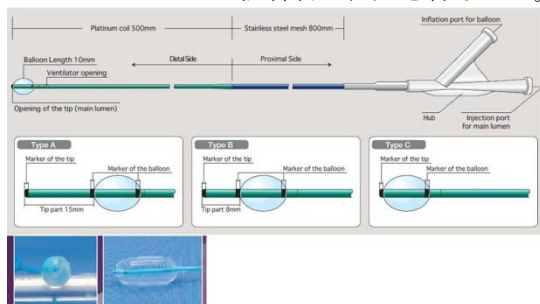 Platinum coil 500mm
Stainless steel mesh 800mm
Inflation port for balloon
Balloon Length 10mm
Ventilator opening
Distal Side
Proximal Side
Opening of the tip (main lumen)
Hub
Injection port
for main lumen
Type A
Marker of the tip
Marker of the balloon
Tip part 15mm
Type B
Marker of the tip
Marker of the balloon
Tip part 8mm
Type C
Marker of the tip
Marker of the balloon